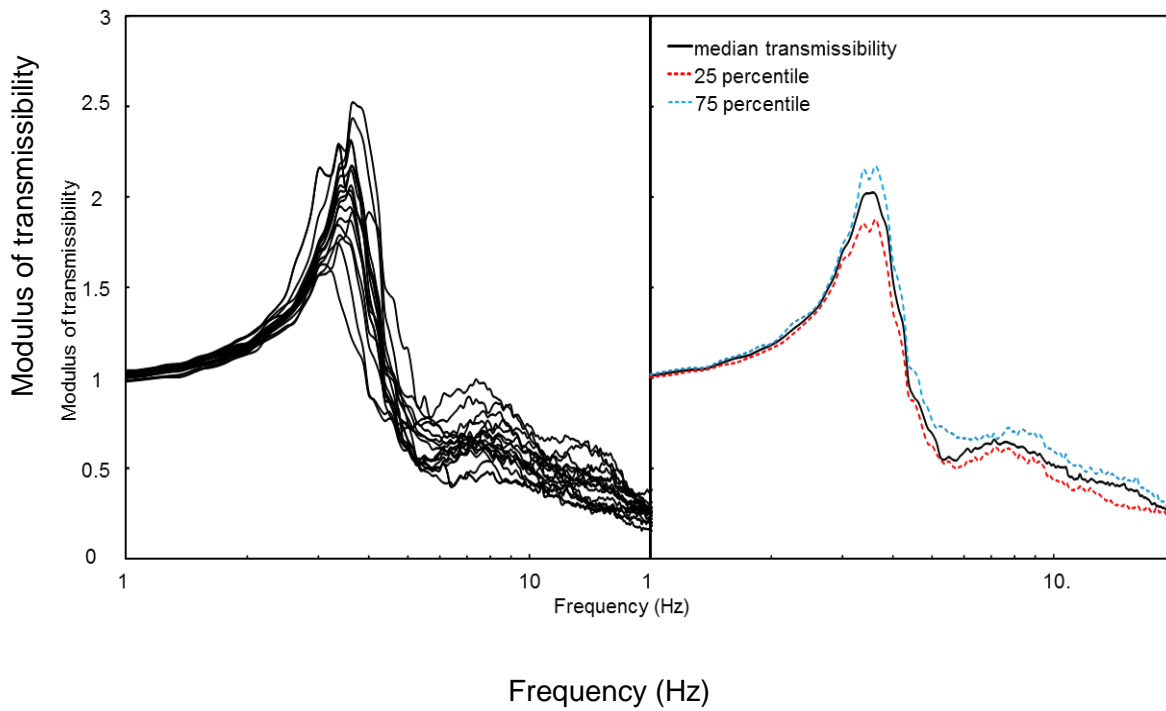 Modulus of transmissibility
Modulus of transmissibility
3
2.5
2
1.5
1
0.5
0
median transmissibility
25 percentile
75 percentile
1
10
1
10.
Frequency (Hz)
Frequency (Hz)